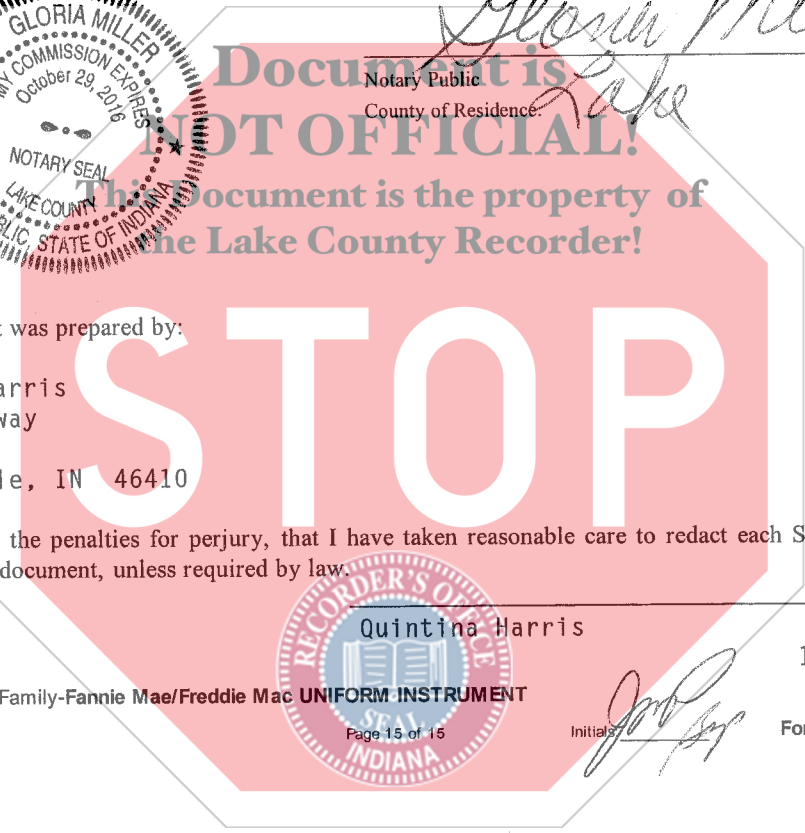 GLORIA MILLER
MY COMMISSION EXPIRES
October 29, 2016
NOTARY SEAL
LAKE COUNTY
STATE OF INDIANA
Gloria
Notary Public
County of Residence:
Lake
Document is
NOT OFFICIAL!
This Document is the property of
the Lake County Recorder!
STOP
was prepared by:
Harris
IN 46410
the penalties for perjury, that I have taken reasonable care to redact each S
document, unless required by law.
Quintina Harris
RECORDER'S OFFICE
SEAL
INDIANA
Family-Fannie Mae/Freddie Mac UNIFORM INSTRUMENT
Page 15 of 15
Initials: